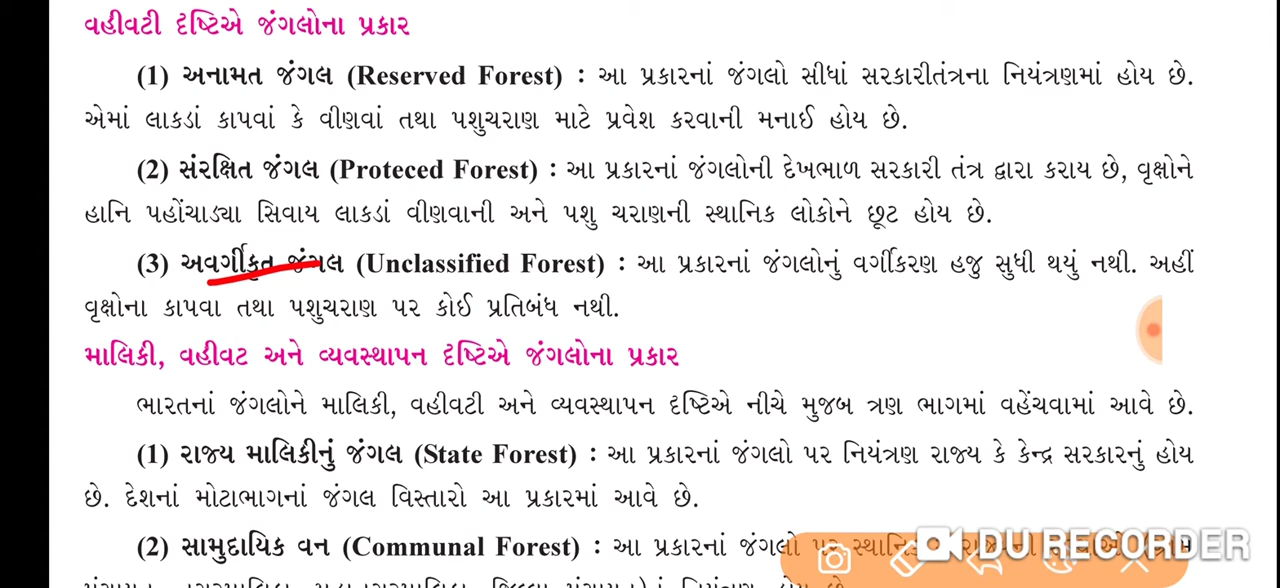 વહીવટી દૃષ્ટિએ જંગલોના પ્રકાર
(1) અનામત જંગલ (Reserved Forest) : આ પ્રકારનાં જંગલો સીધાં સરકારીતંત્રના નિયંત્રણમાં હોય છે.
એમાં લાકડાં કાપવાં કે વીણવાં તથા પશુચરાણ માટે પ્રવેશ કરવાની મનાઈ હોય છે.
(2) સંરક્ષિત જંગલ (Proteced Forest) : આ પ્રકારનાં જંગલોની દેખભાળ સરકારી તંત્ર દ્વારા કરાય છે, વૃક્ષોને
હાનિ પહોંચાડ્યા સિવાય લાકડાં વીણવાની અને પશુ ચરાણની સ્થાનિક લોકોને છૂટ હોય છે.
(3) અવર્ગીકૃત જંગલ (Unclassified Forest) : આ પ્રકારનાં જંગલોનું વર્ગીકરણ હજુ સુધી થયું નથી. અહીં
વૃક્ષોના કાપવા તથા પશુચરાણ પર કોઈ પ્રતિબંધ નથી.
માલિકી, વહીવટ અને વ્યવસ્થાપન દૃષ્ટિએ જંગલોના પ્રકાર
ભારતનાં જંગલોને માલિકી, વહીવટી અને વ્યવસ્થાપન દૃષ્ટિએ નીચે મુજબ ત્રણ ભાગમાં વહેંચવામાં આવે છે.
(1) રાજ્ય માલિકીનું જંગલ (State Forest) : આ પ્રકારનાં જંગલો પર નિયંત્રણ રાજ્ય કે કેન્દ્ર સરકારનું હોય
છે. દેશનાં મોટાભાગનાં જંગલ વિસ્તારો આ પ્રકારમાં આવે છે.
(2) સામુદાયિક વન (Communal Forest) : આ પ્રકારનાં જંગલો પર
DU RECORDER